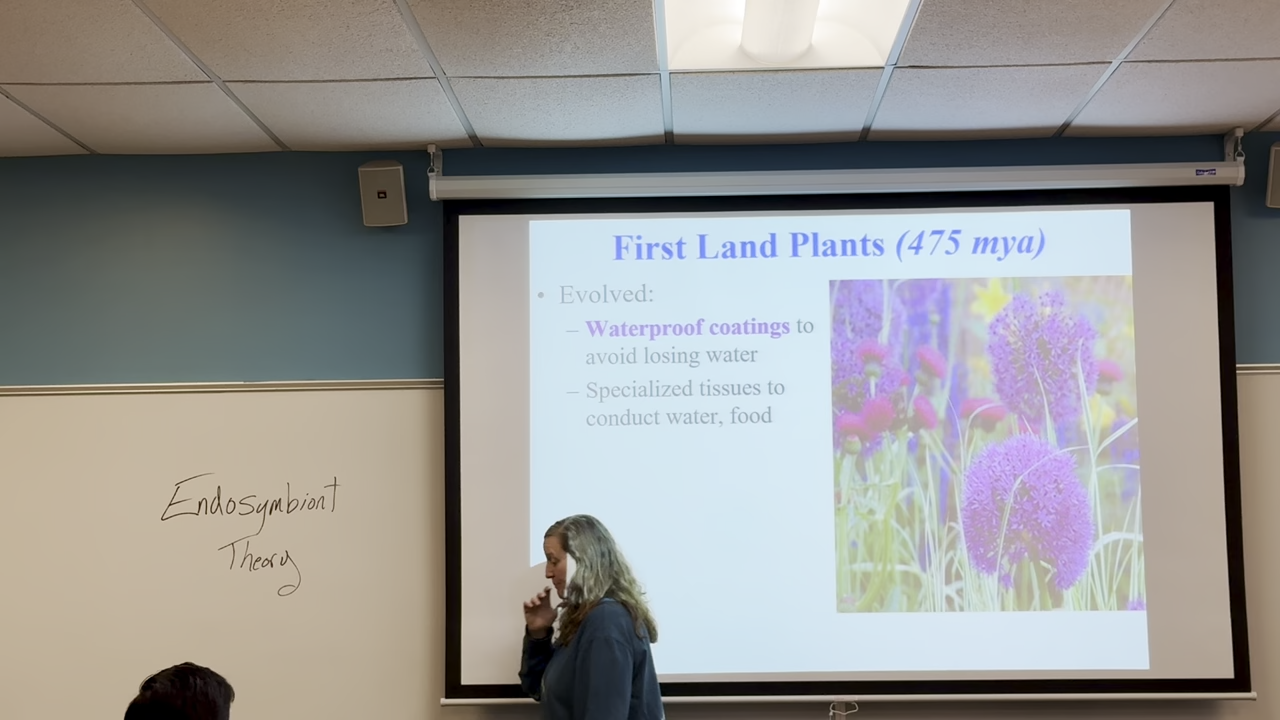 First Land Plants (475 mya)
• Evolved:
– Waterproof coatings to
avoid losing water
– Specialized tissues to
conduct water, food
Endosymbiont
Theory